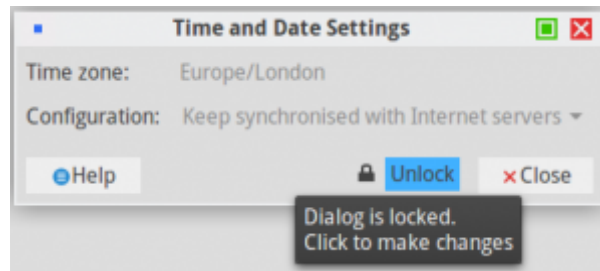 Time and Date Settings
Time zone: Europe/London
Configuration: Keep synchronised with Internet servers
Help Unlock Close
Dialog is locked.
Click to make changes